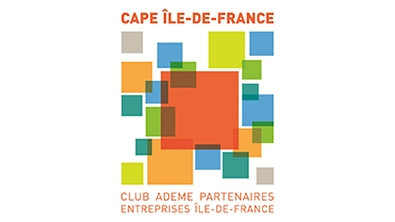 CAPE ÎLE-DE-FRANCE
CLUB ADEME PARTENAIRES
ENTREPRISES ÎLE-DE-FRANCE